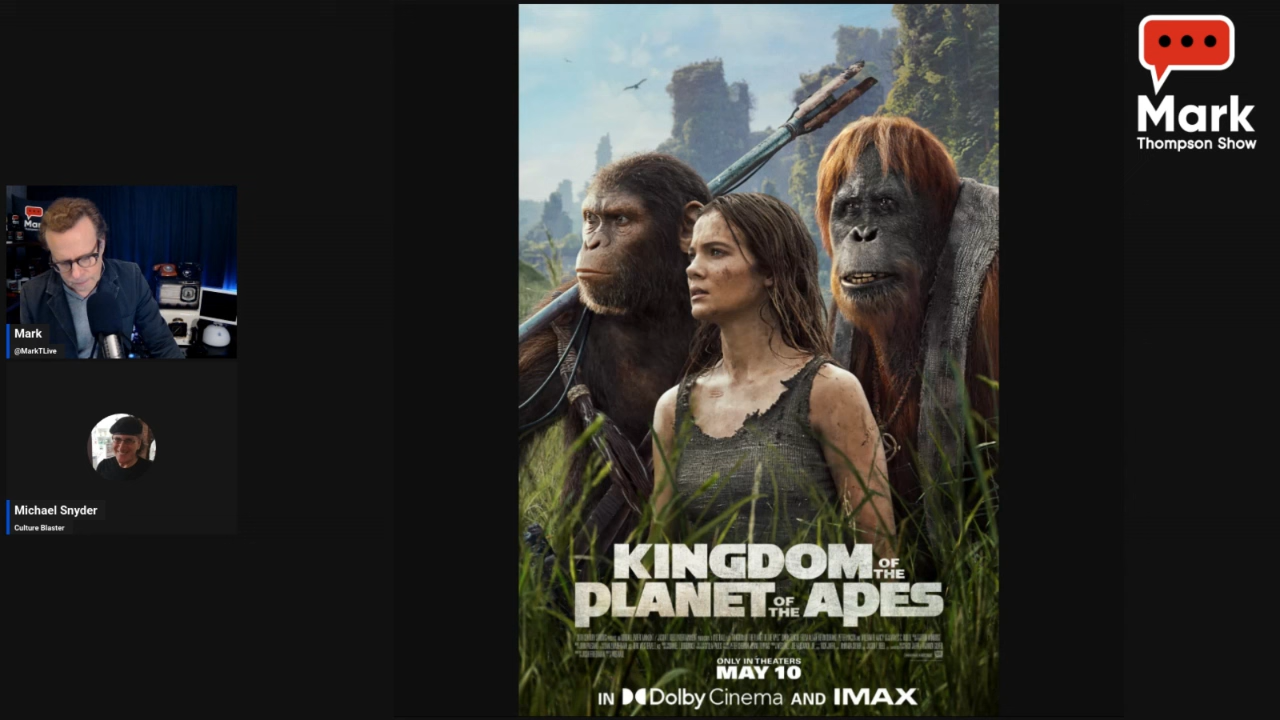 Mark
Thompson Show
Mark
@MarkTLive
Michael Snyder
Culture Blaster
KINGDOM OF THE
PLANET OF THE APES
ONLY IN THEATERS
MAY 10
IN Dolby Cinema AND IMAX